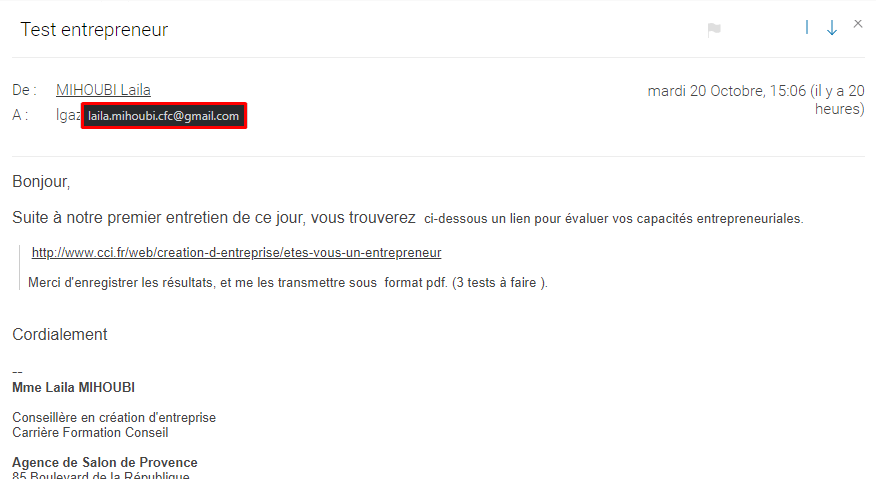 Test entrepreneur
De : MIHOUBI Laila
mardi 20 Octobre, 15:06 (il y a 20
heures)
A : lgaz
laila.mihoubi.cfc@gmail.com
Bonjour,
Suite à notre premier entretien de ce jour, vous trouverez ci-dessous un lien pour évaluer vos capacités entrepreneuriales.
http://www.cci.fr/web/creation-d-entreprise/etes-vous-un-entrepreneur
Merci d'enregistrer les résultats, et me les transmettre sous format pdf. (3 tests à faire ).
Cordialement
--
Mme Laila MIHOUBI
Conseillère en création d'entreprise
Carrière Formation Conseil
Agence de Salon de Provence
85 Boulevard de la République